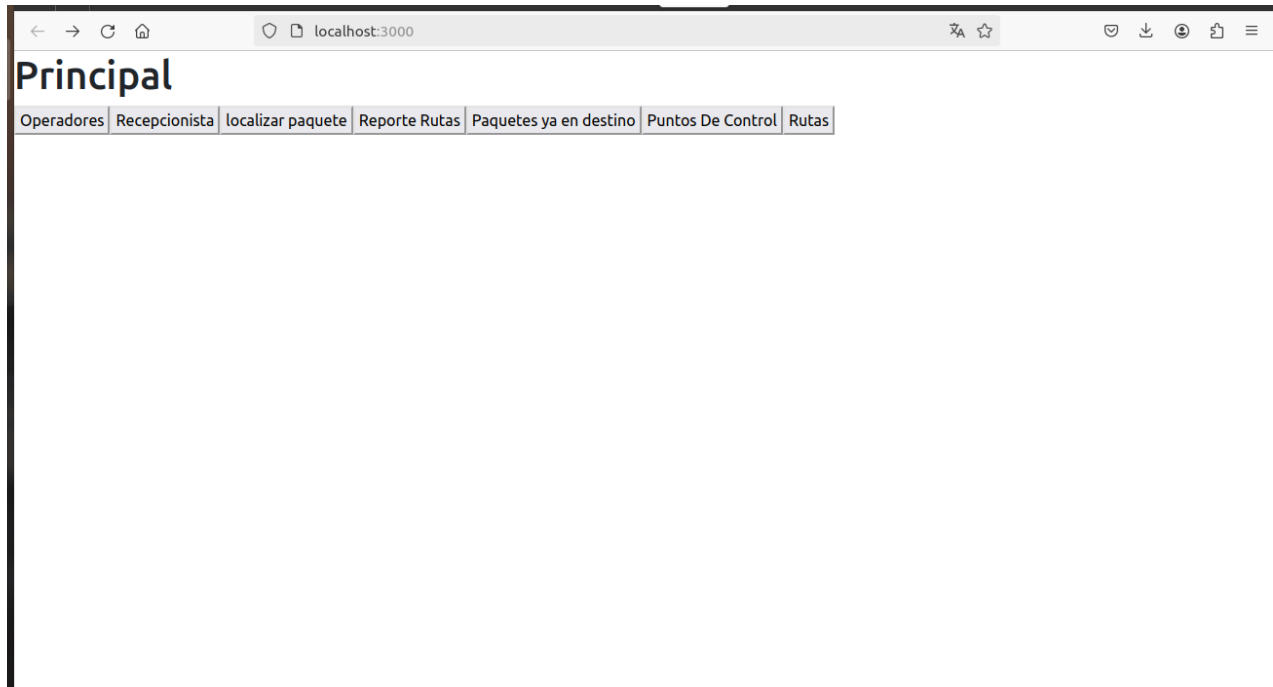 localhost:3000
Principal
Operadores Recepcionista localizar paquete Reporte Rutas Paquetes ya en destino Puntos De Control Rutas